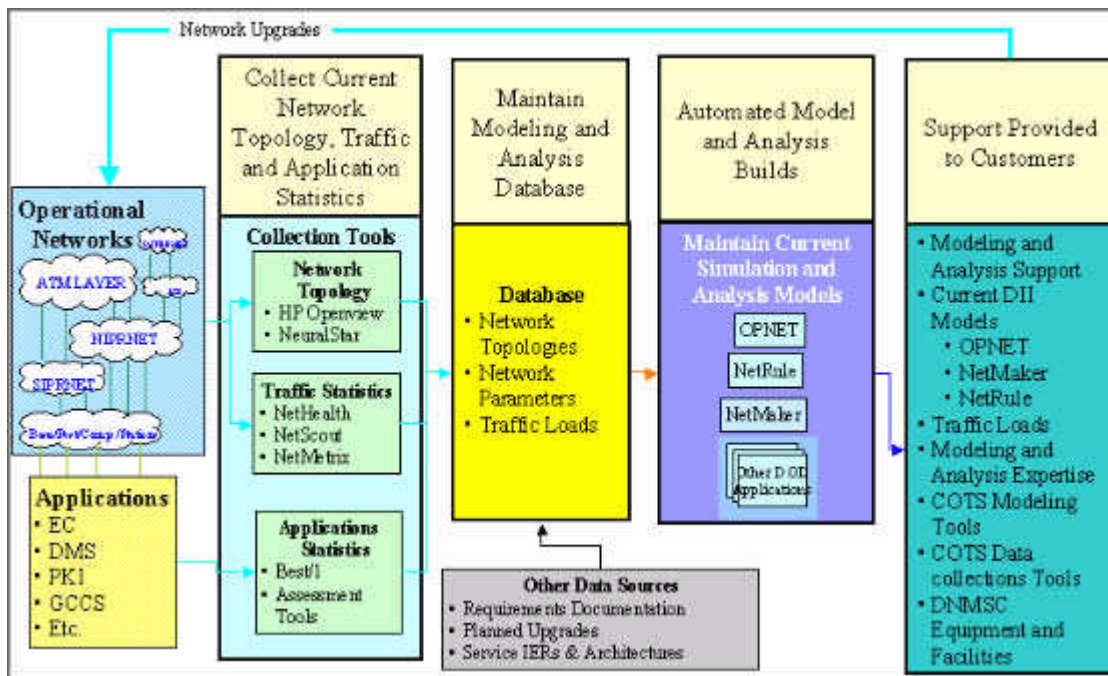 Network Upgrades
Collect Current
Network
Topology, Traffic
and Application
Statistics
Maintain
Modeling and
Analysis
Database
Automated Model
and Analysis
Builds
Support Provided
to Customers
Operational
Networks
ATM LAYER
NIPRNET
SIPRNET
Applications
• EC
• DMS
• PKI
• GCCS
• Etc.
Collection Tools
Network
Topology
• HP Openview
• NeuralStar
Traffic Statistics
• NetHealth
• NetScout
• NetMetrix
Applications
Statistics
• Best/1
• Assessment
Tools
Database
• Network
Topologies
• Network
Parameters
• Traffic Loads
Other Data Sources
• Requirements Documentation
• Planned Upgrades
• Service IERs & Architectures
Maintain Current
Simulation and
Analysis Models
OPNET
NetRule
NetMaker
Other D OD
Applications
• Modeling and
Analysis Support
• Current DII
Models
• OPNET
• NetMaker
• NetRule
• Traffic Loads
• Modeling and
Analysis Expertise
• COTS Modeling
Tools
• COTS Data
collections Tools
• DNMSC
Equipment and
Facilities